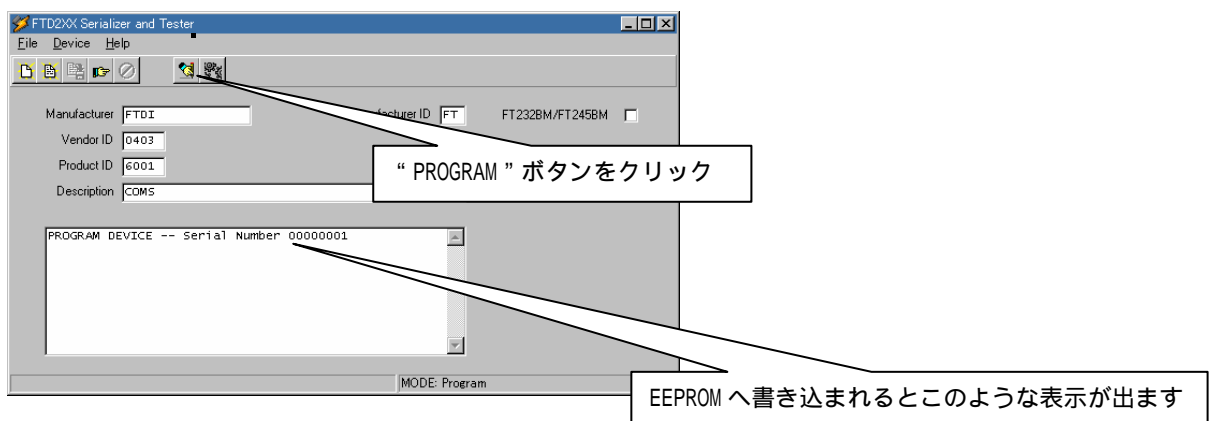 FTD2XX Serializer and Tester
File Device Help
Manufacturer FTDI
facturer ID FT
FT232BM/FT245BM
Vendor ID 0403
Product ID 6001
Description COMS
“PROGRAM”ボタンをクリック
PROGRAM DEVICE -- Serial Number 00000001
MODE: Program
EEPROM へ書き込まれるとこのような表示が出ます